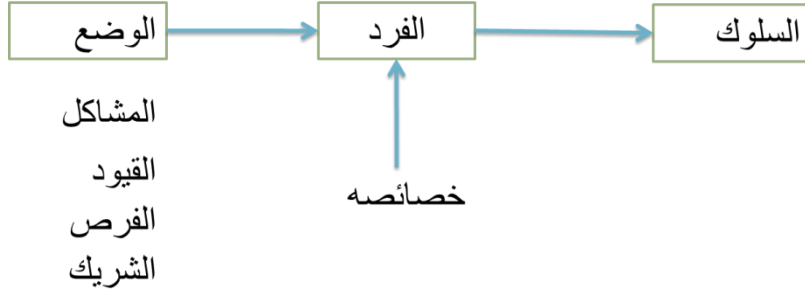 الوضع
الفرد
السلوك
المشاكل
القيود
الفرص
الشريك
خصائصه